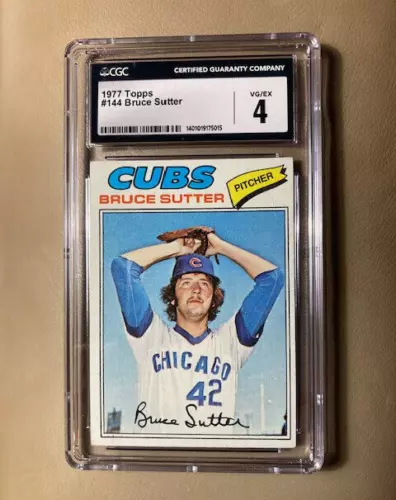 CGC
CERTIFIED GUARANTY COMPANY
1977 Topps
#144 Bruce Sutter
VG/EX
4
1401019175015
CUBS
BRUCE SUTTER
PITCHER
C
CHICAGO
42
Bruce Sutter